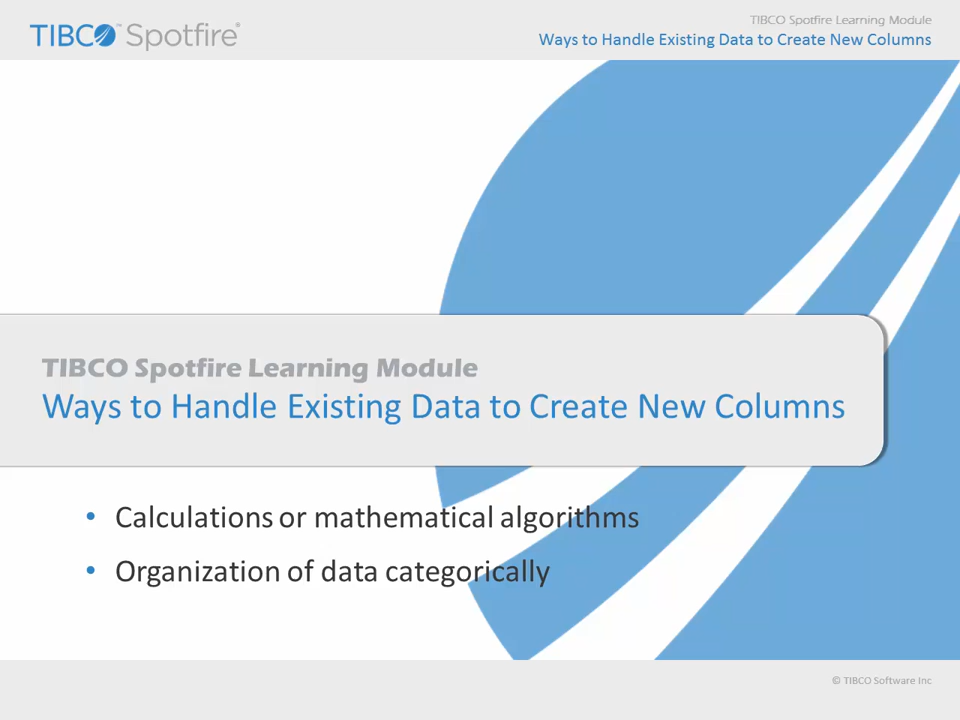 TIBCO™ Spotfire®
TIBCO Spotfire Learning Module
Ways to Handle Existing Data to Create New Columns
TIBCO Spotfire Learning Module
Ways to Handle Existing Data to Create New Columns
• Calculations or mathematical algorithms
• Organization of data categorically
© TIBCO Software Inc